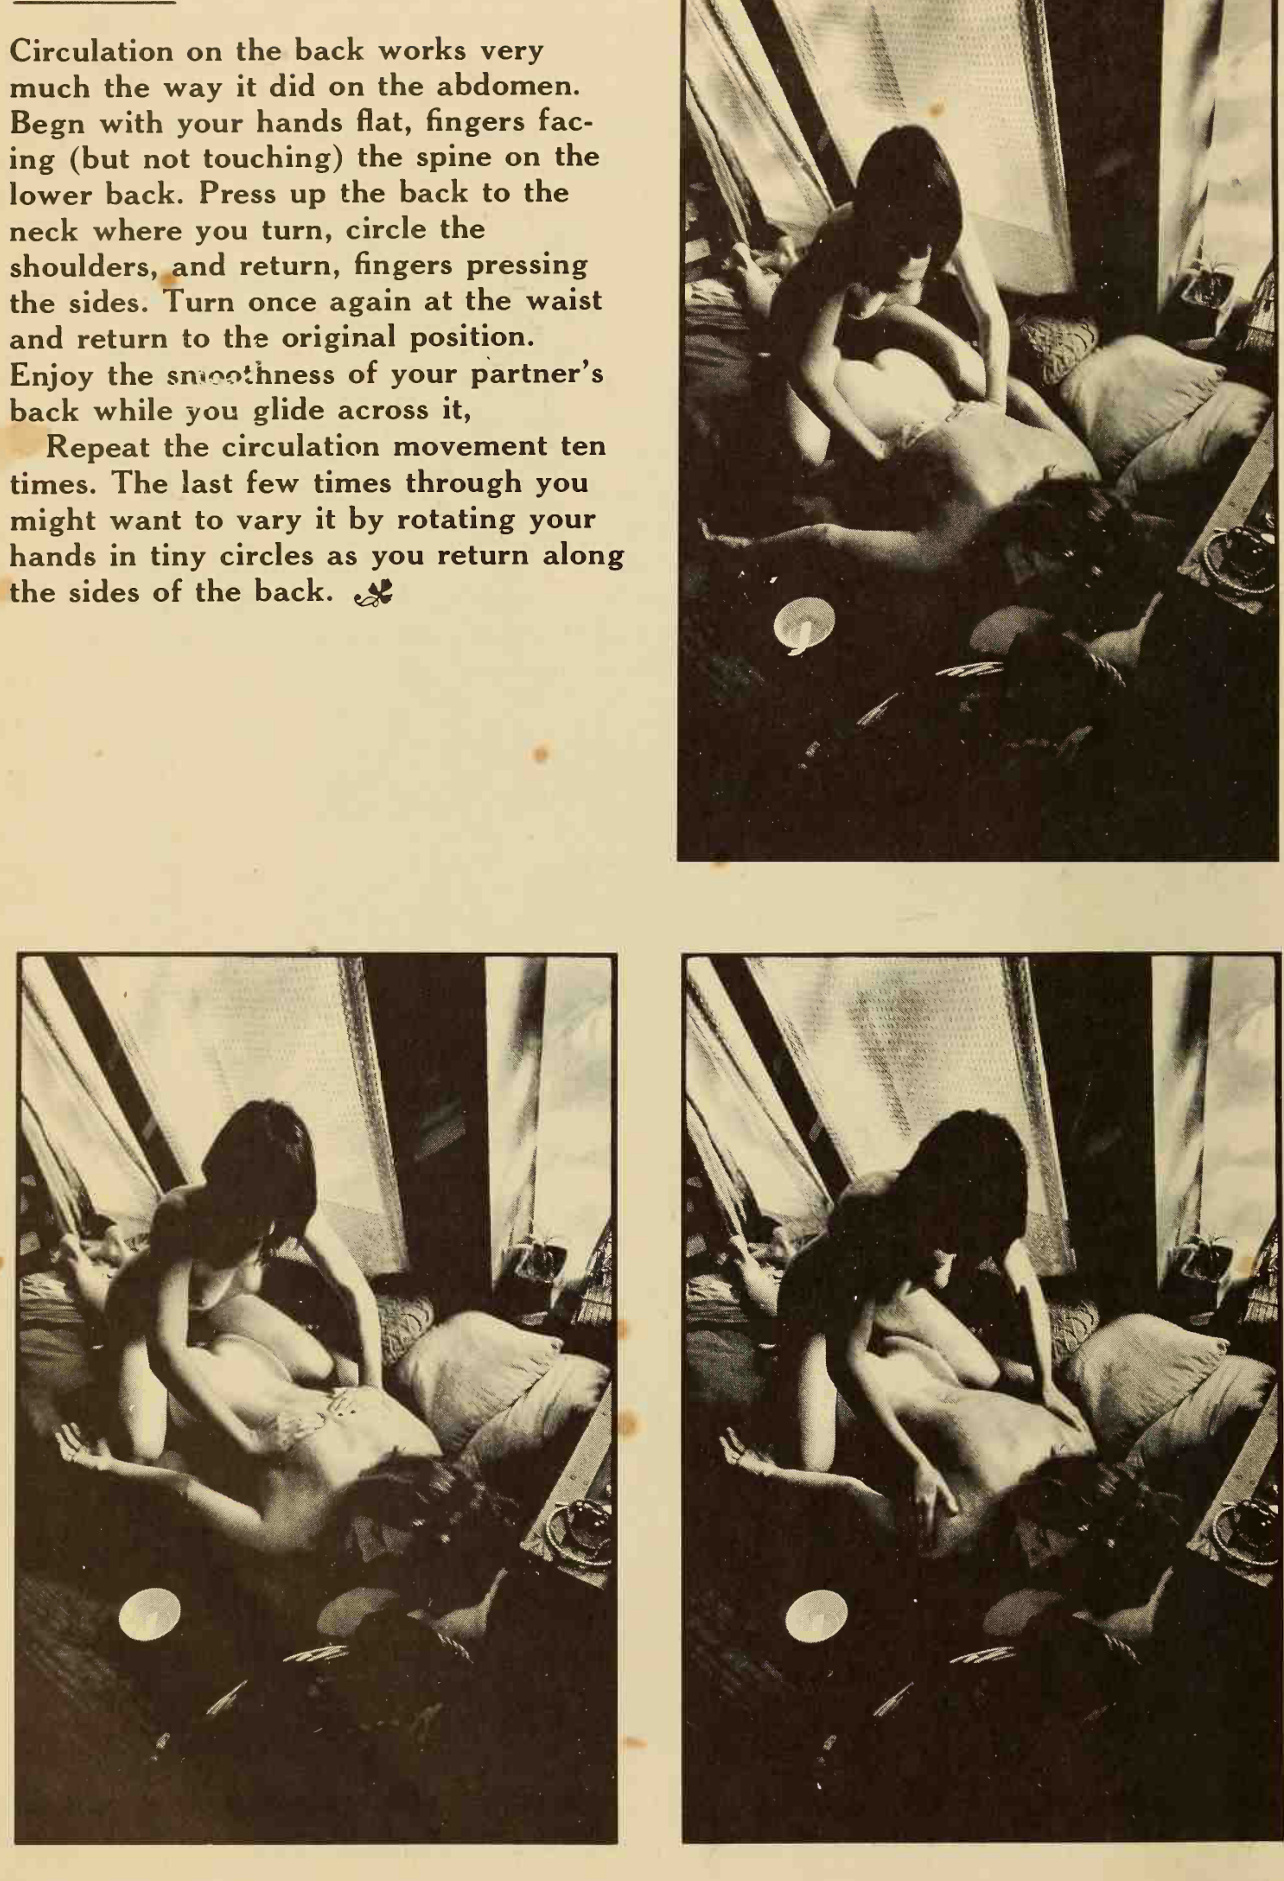 Circulation on the back works very
much the way it did on the abdomen.
Begn with your hands flat, fingers fac-
ing (but not touching) the spine on the
lower back. Press up the back to the
neck where you turn, circle the
shoulders, and return, fingers pressing
the sides. Turn once again at the waist
and return to the original position.
Enjoy the smoothness of your partner's
back while you glide across it,
Repeat the circulation movement ten
times. The last few times through you
might want to vary it by rotating your
hands in tiny circles as you return along
the sides of the back.